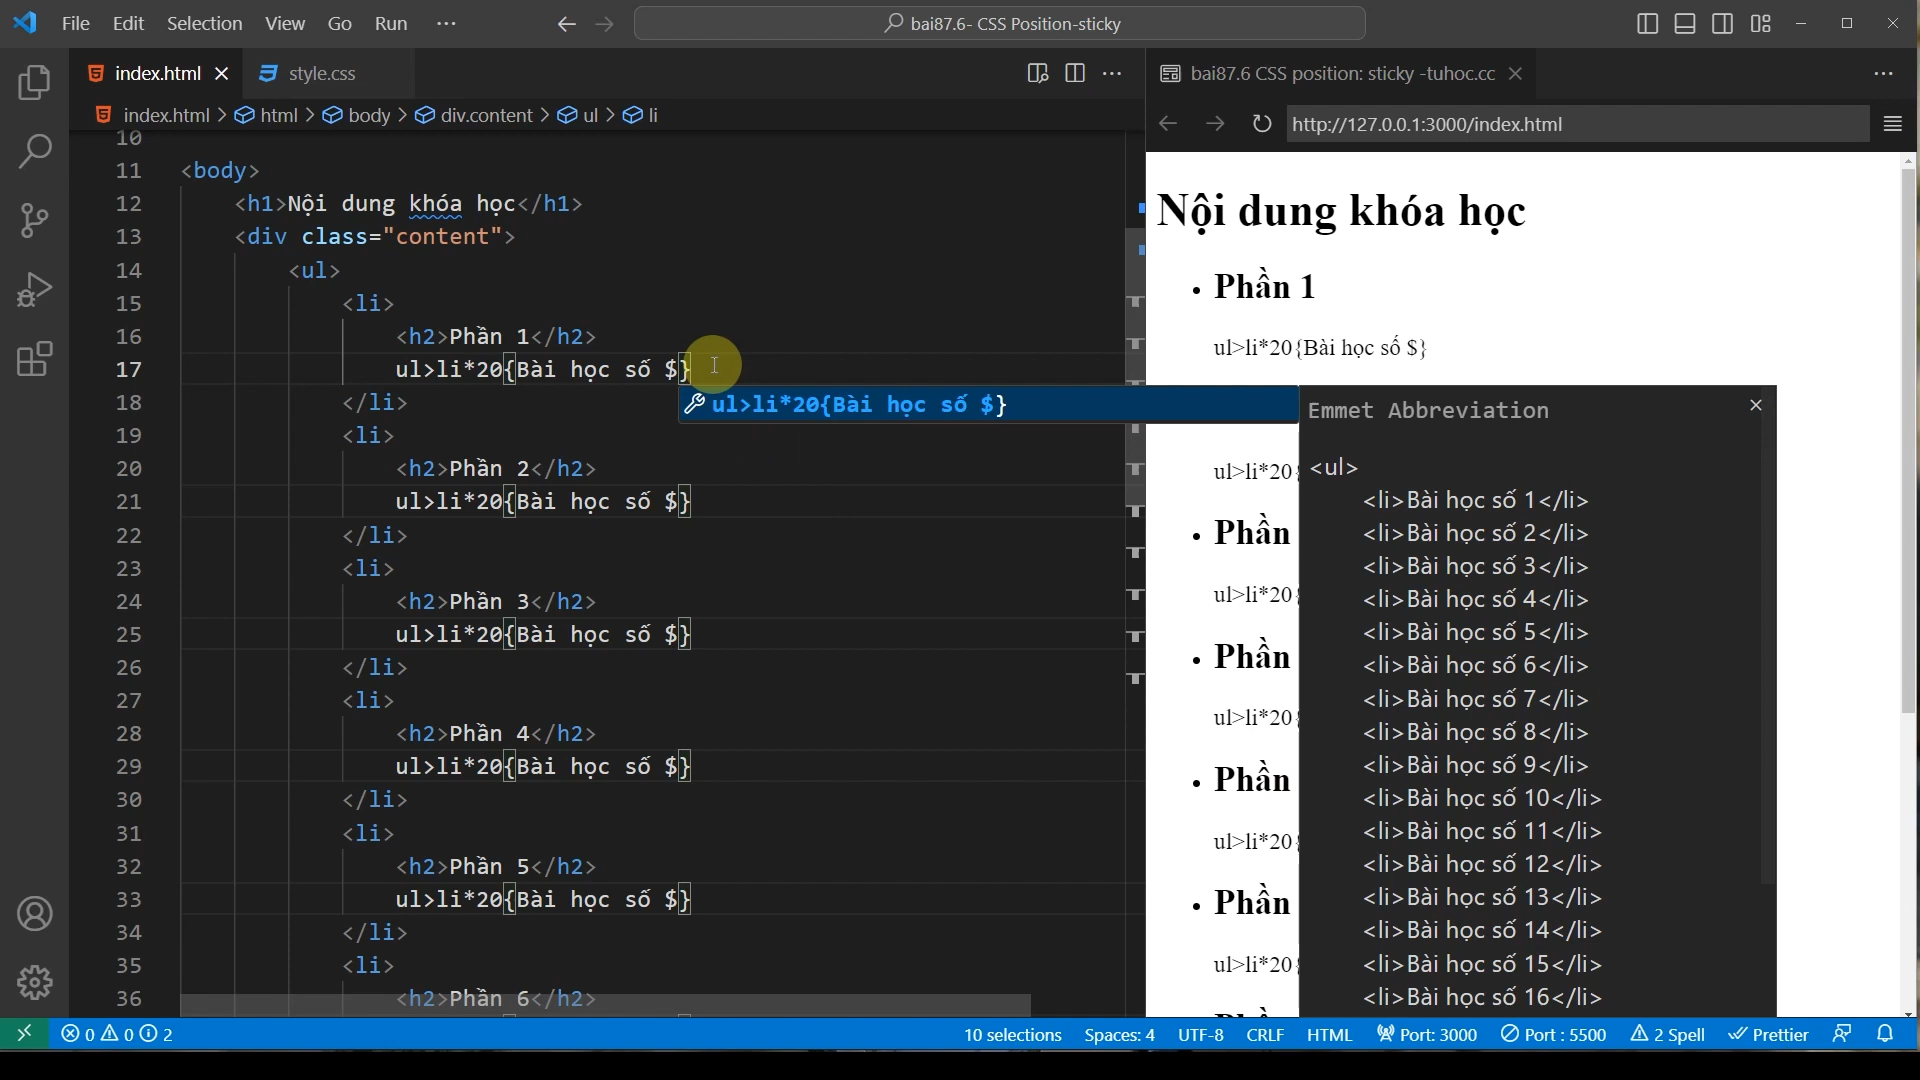 File Edit Selection View Go Run ···
bai87.6- CSS Position-sticky
index.html
style.css
bai87.6 CSS position: sticky -tuhoc.cc
index.html > html > body > div.content > ul > li
http://127.0.0.1:3000/index.html
10
11 <body>
12 <h1>Nội dung khóa học</h1>
13 <div class="content">
14 <ul>
15 <li>
16 <h2>Phần 1</h2>
17 ul>li*20{Bài học số $}
ul>li*20{Bài học số $}
18 </li>
19 <li>
20 <h2>Phần 2</h2>
21 ul>li*20{Bài học số $}
22 </li>
23 <li>
24 <h2>Phần 3</h2>
25 ul>li*20{Bài học số $}
26 </li>
27 <li>
28 <h2>Phần 4</h2>
29 ul>li*20{Bài học số $}
30 </li>
31 <li>
32 <h2>Phần 5</h2>
33 ul>li*20{Bài học số $}
34 </li>
35 <li>
36 <h2>Phần 6</h2>
Nội dung khóa học
• Phần 1
ul>li*20{Bài học số $}
ul>li*20{
• Phần
ul>li*20{
• Phần
ul>li*20{
• Phần
ul>li*20{
• Phần
ul>li*20{
Emmet Abbreviation
<ul>
<li>Bài học số 1</li>
<li>Bài học số 2</li>
<li>Bài học số 3</li>
<li>Bài học số 4</li>
<li>Bài học số 5</li>
<li>Bài học số 6</li>
<li>Bài học số 7</li>
<li>Bài học số 8</li>
<li>Bài học số 9</li>
<li>Bài học số 10</li>
<li>Bài học số 11</li>
<li>Bài học số 12</li>
<li>Bài học số 13</li>
<li>Bài học số 14</li>
<li>Bài học số 15</li>
<li>Bài học số 16</li>
0 0 2
10 selections Spaces: 4 UTF-8 CRLF HTML Port: 3000 Port : 5500 2 Spell Prettier